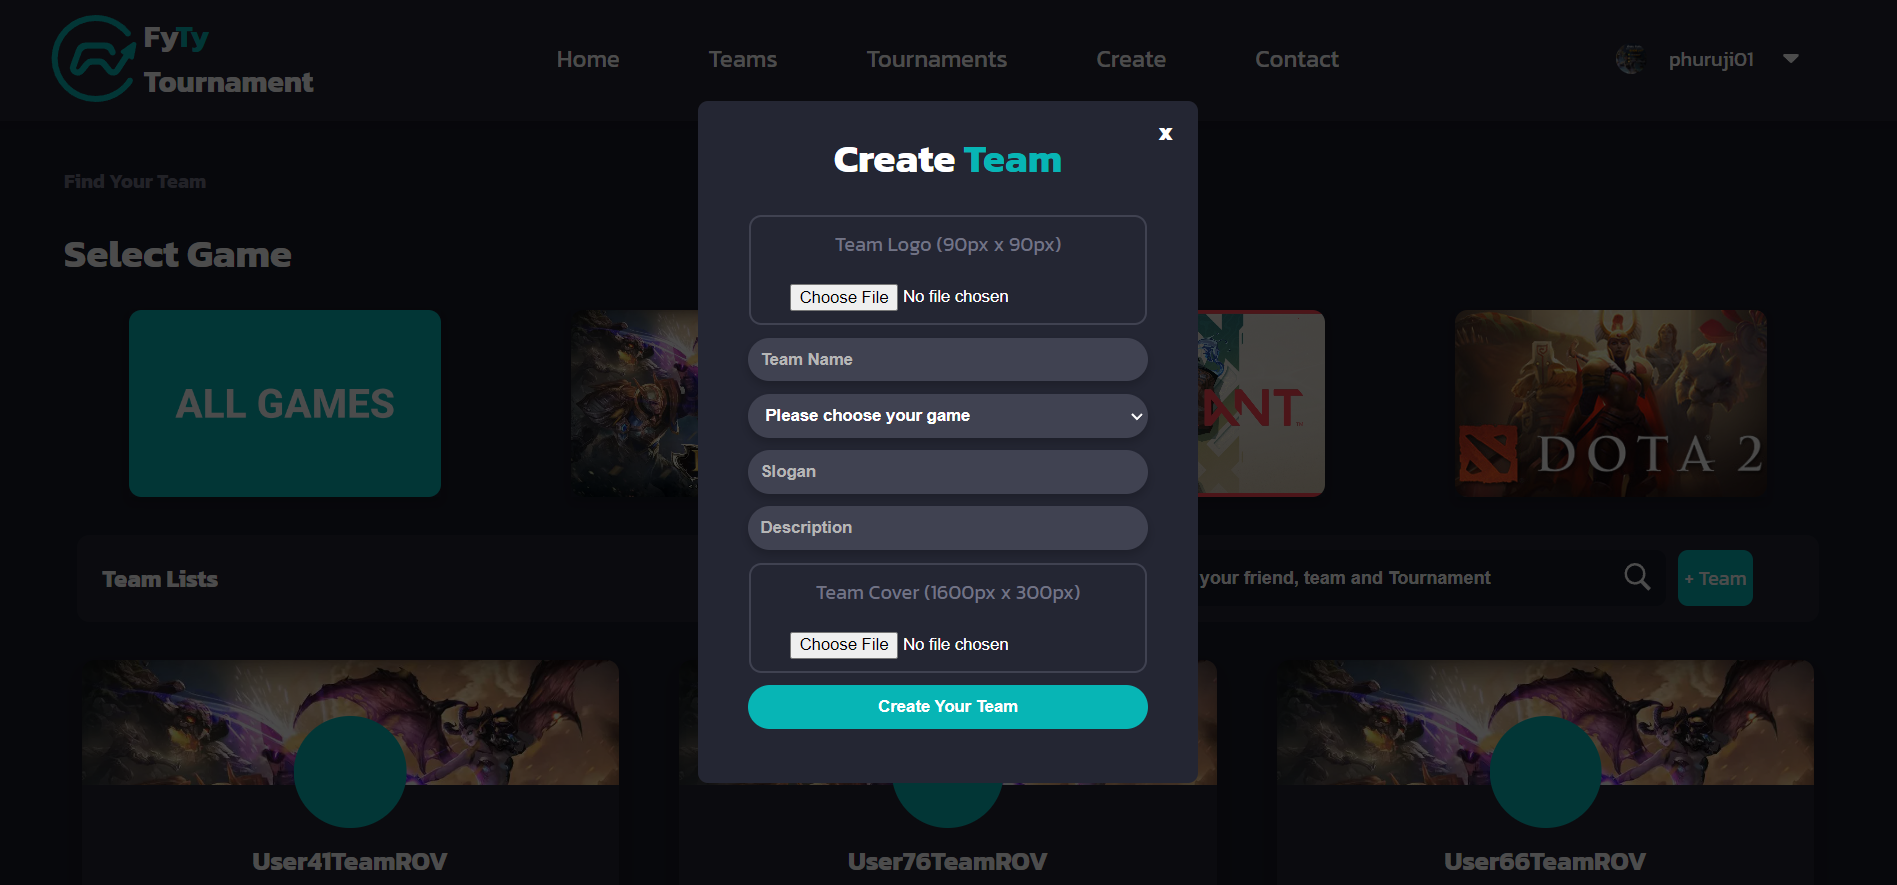 FyTy
Tournament
Home
Teams
Tournaments
Create
Contact
phuruji01
x
Create Team
Find Your Team
Select Game
Team Logo (90px x 90px)
Choose File No file chosen
Team Name
Please choose your game
Slogan
Description
Team Cover (1600px x 300px)
Choose File No file chosen
Create Your Team
ALL GAMES
ANT
DOTA 2
Team Lists
your friend, team and Tournament
+ Team
User41TeamROV
User76TeamROV
User66TeamROV